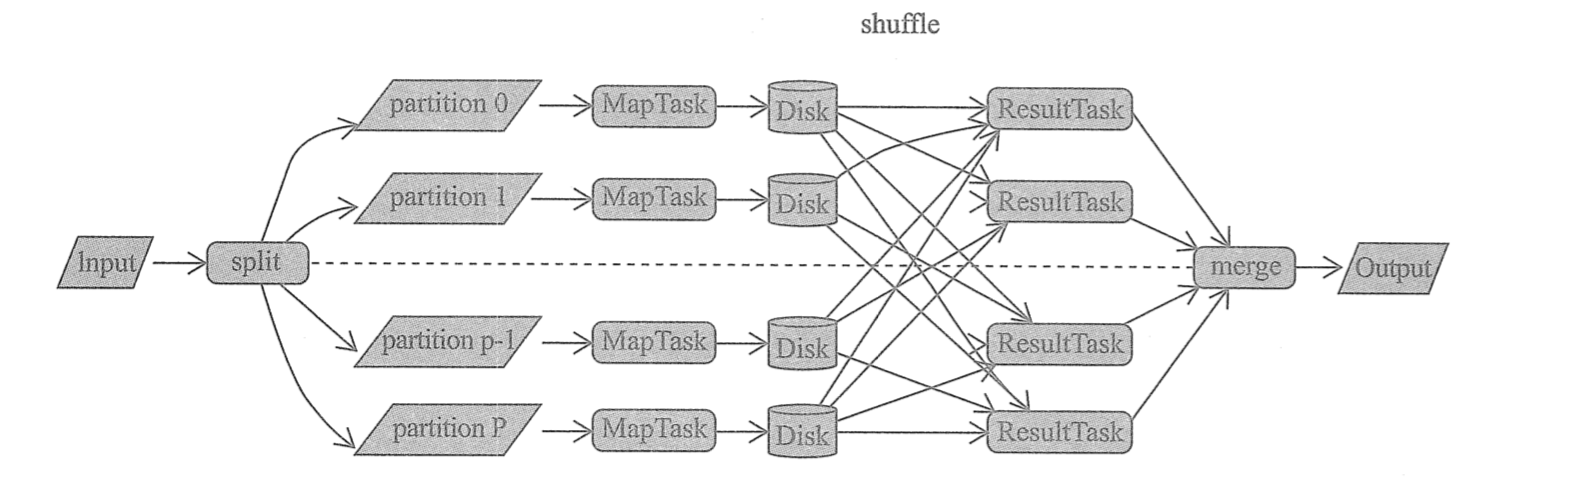 shuffle
partition 0
MapTask
Disk
ResultTask
partition 1
MapTask
Disk
ResultTask
Input
split
merge
Output
partition p-1
MapTask
Disk
ResultTask
partition P
MapTask
Disk
ResultTask